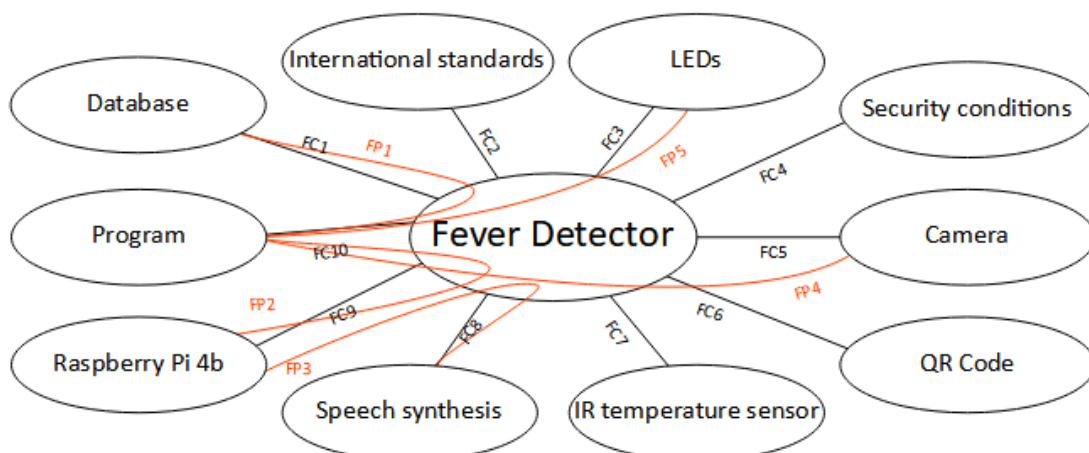 International standards
LEDs
Database
Security conditions
FC1
FP1
FC2
FC3
FP5
FC4
Program
Fever Detector
Camera
FC10
FC5
FP4
FP2
FC9
FC6
FC8
FC7
Raspberry Pi 4b
FP3
QR Code
Speech synthesis
IR temperature sensor